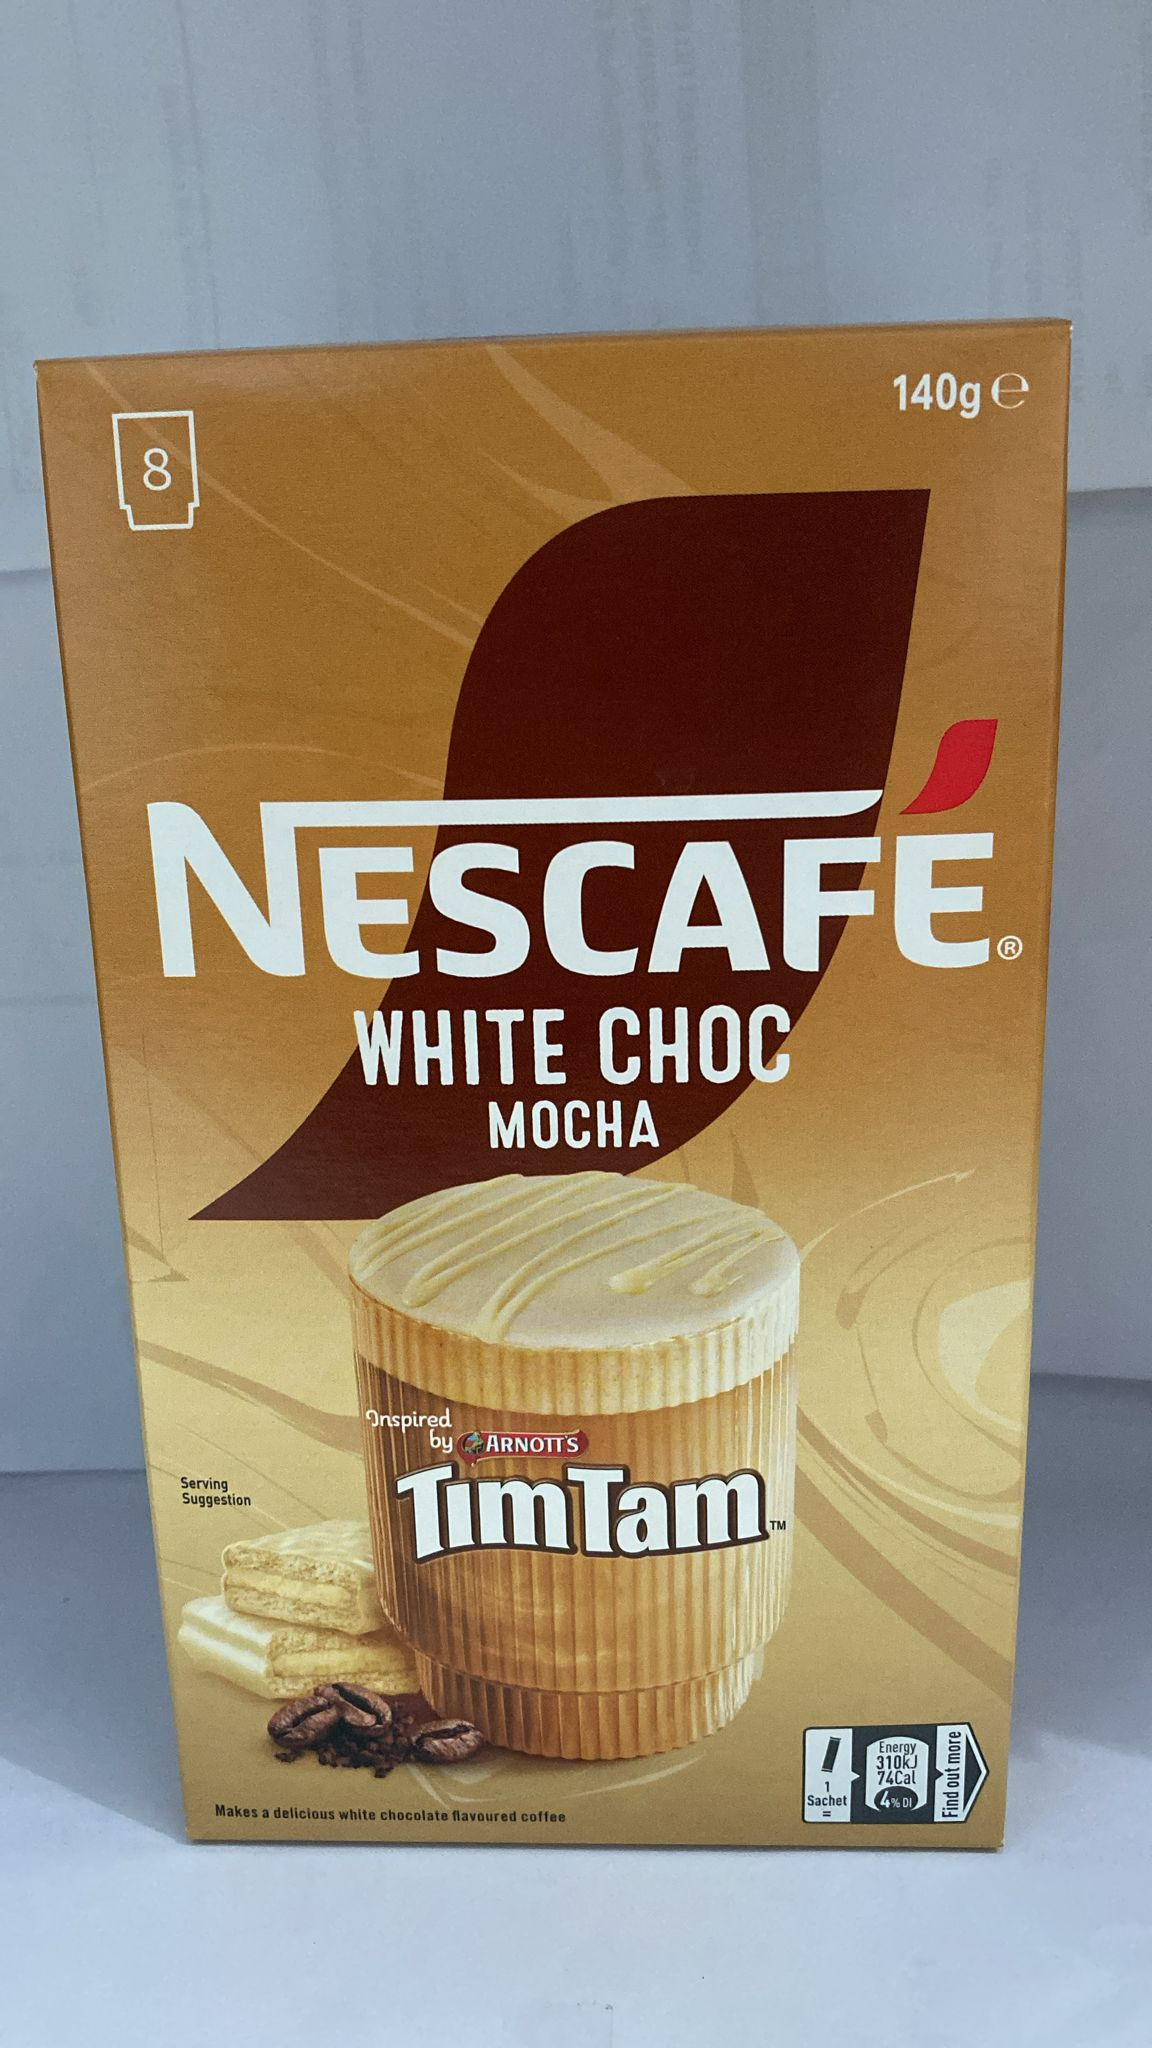 140g ℮
8
NESCAFÉ®
WHITE CHOC
MOCHA
Inspired
by ARNOTT'S
TimTam™
Serving
Suggestion
1
Sachet
=
Energy
310kJ
74Cal
4% DI
Find out more
Makes a delicious white chocolate flavoured coffee